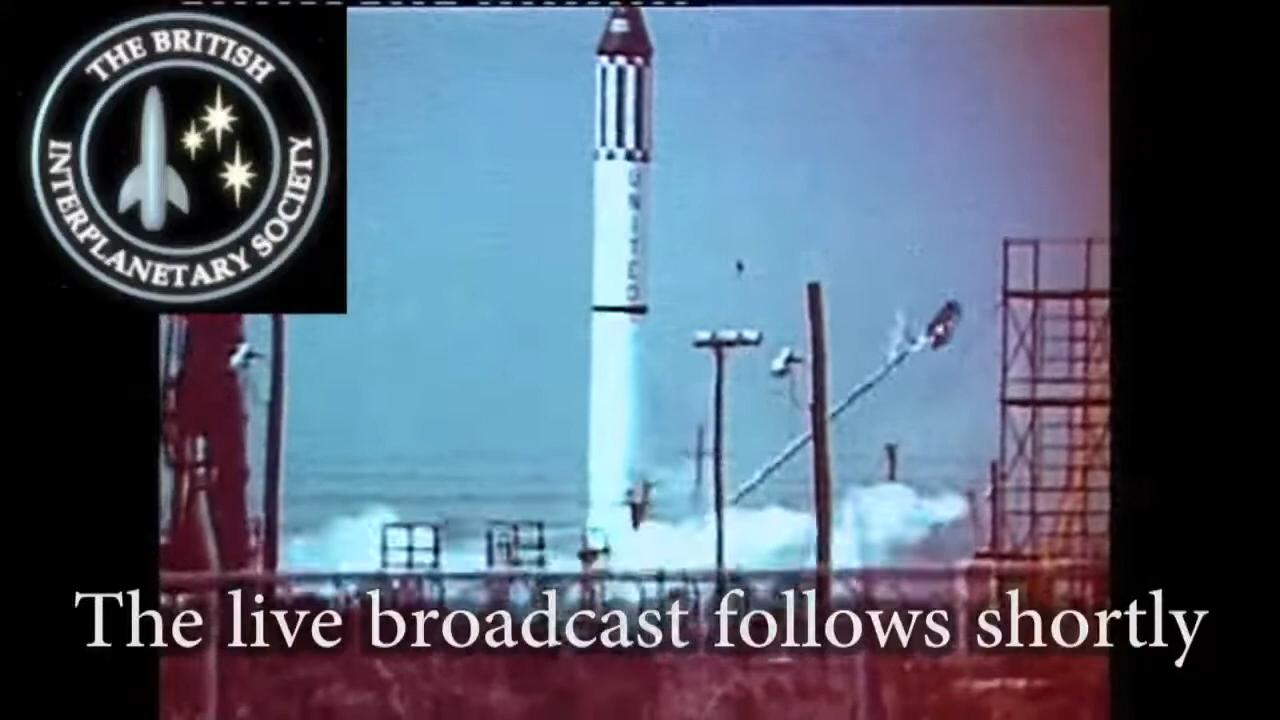 THE BRITISH
INTERPLANETARY SOCIETY
The live broadcast follows shortly